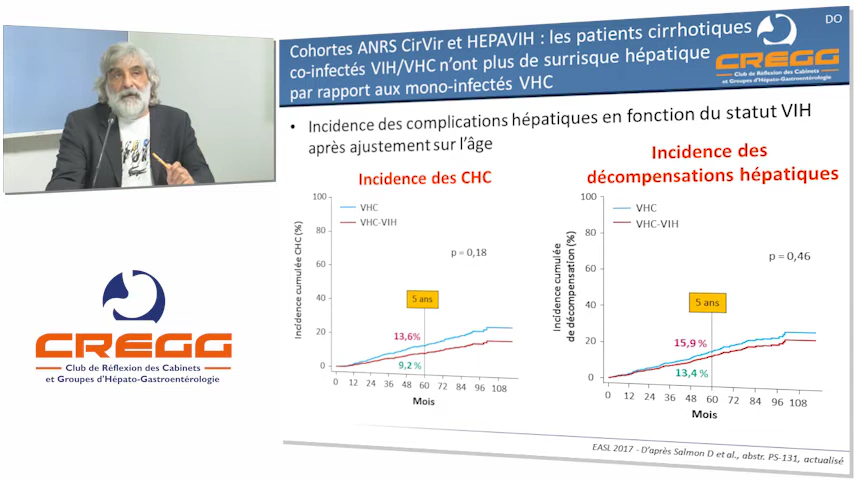 DO
Cohortes ANRS CirVir et HEPAVIH : les patients cirrhotiques
co-infectés VIH/VHC n'ont plus de surrisque hépatique
par rapport aux mono-infectés VHC
CREGG
Club de Réflexion des Cabinets
et Groupes d'Hépato-Gastroentérologie
• Incidence des complications hépatiques en fonction du statut VIH
après ajustement sur l'âge
Incidence des CHC
Incidence cumulée CHC (%)
100
80
60
40
20
0
VHC
VHC-VIH
p = 0,18
5 ans
13,6%
9,2 %
0 12 24 36 48 60 72 84 96 108
Mois
Incidence des
décompensations hépatiques
Incidence cumulée
de décompensation (%)
100
80
60
40
20
0
VHC
VHC-VIH
p = 0,46
5 ans
15,9 %
13,4 %
0 12 24 36 48 60 72 84 96 108
Mois
EASL 2017 - D'après Salmon D et al., abstr. PS-131, actualisé
CREGG
Club de Réflexion des Cabinets
et Groupes d'Hépato-Gastroentérologie